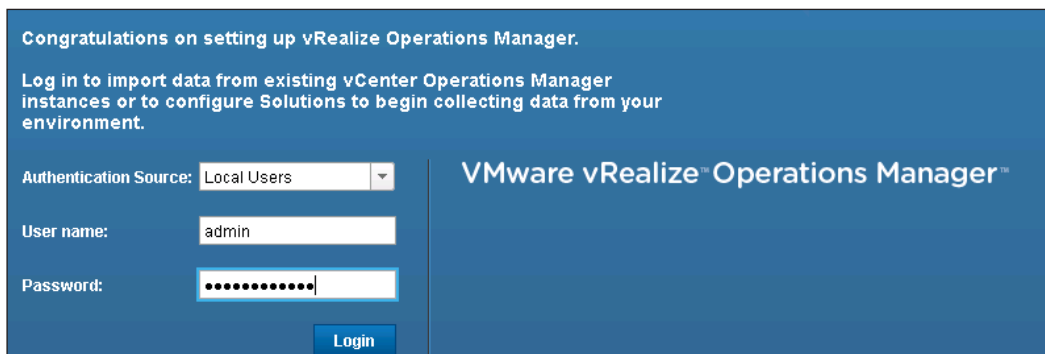 Congratulations on setting up vRealize Operations Manager.
Log in to import data from existing vCenter Operations Manager
instances or to configure Solutions to begin collecting data from your
environment.
Authentication Source: Local Users
VMware vRealize™ Operations Manager™
User name: admin
Password: ••••••••••••
Login